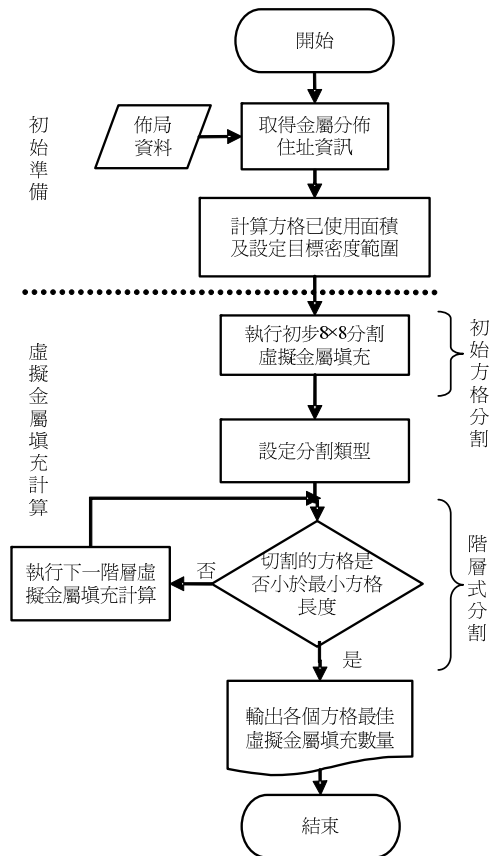 開始
初始準備
佈局
資料
取得金屬分佈
住址資訊
計算方格已使用面積
及設定目標密度範圍
執行初步8×8分割
虛擬金屬填充
初始方格分割
虛擬金屬填充計算
設定分割類型
切割的方格是
否小於最小方格
長度
否
執行下一階層虛
擬金屬填充計算
階層式分割
是
輸出各個方格最佳
虛擬金屬填充數量
結束